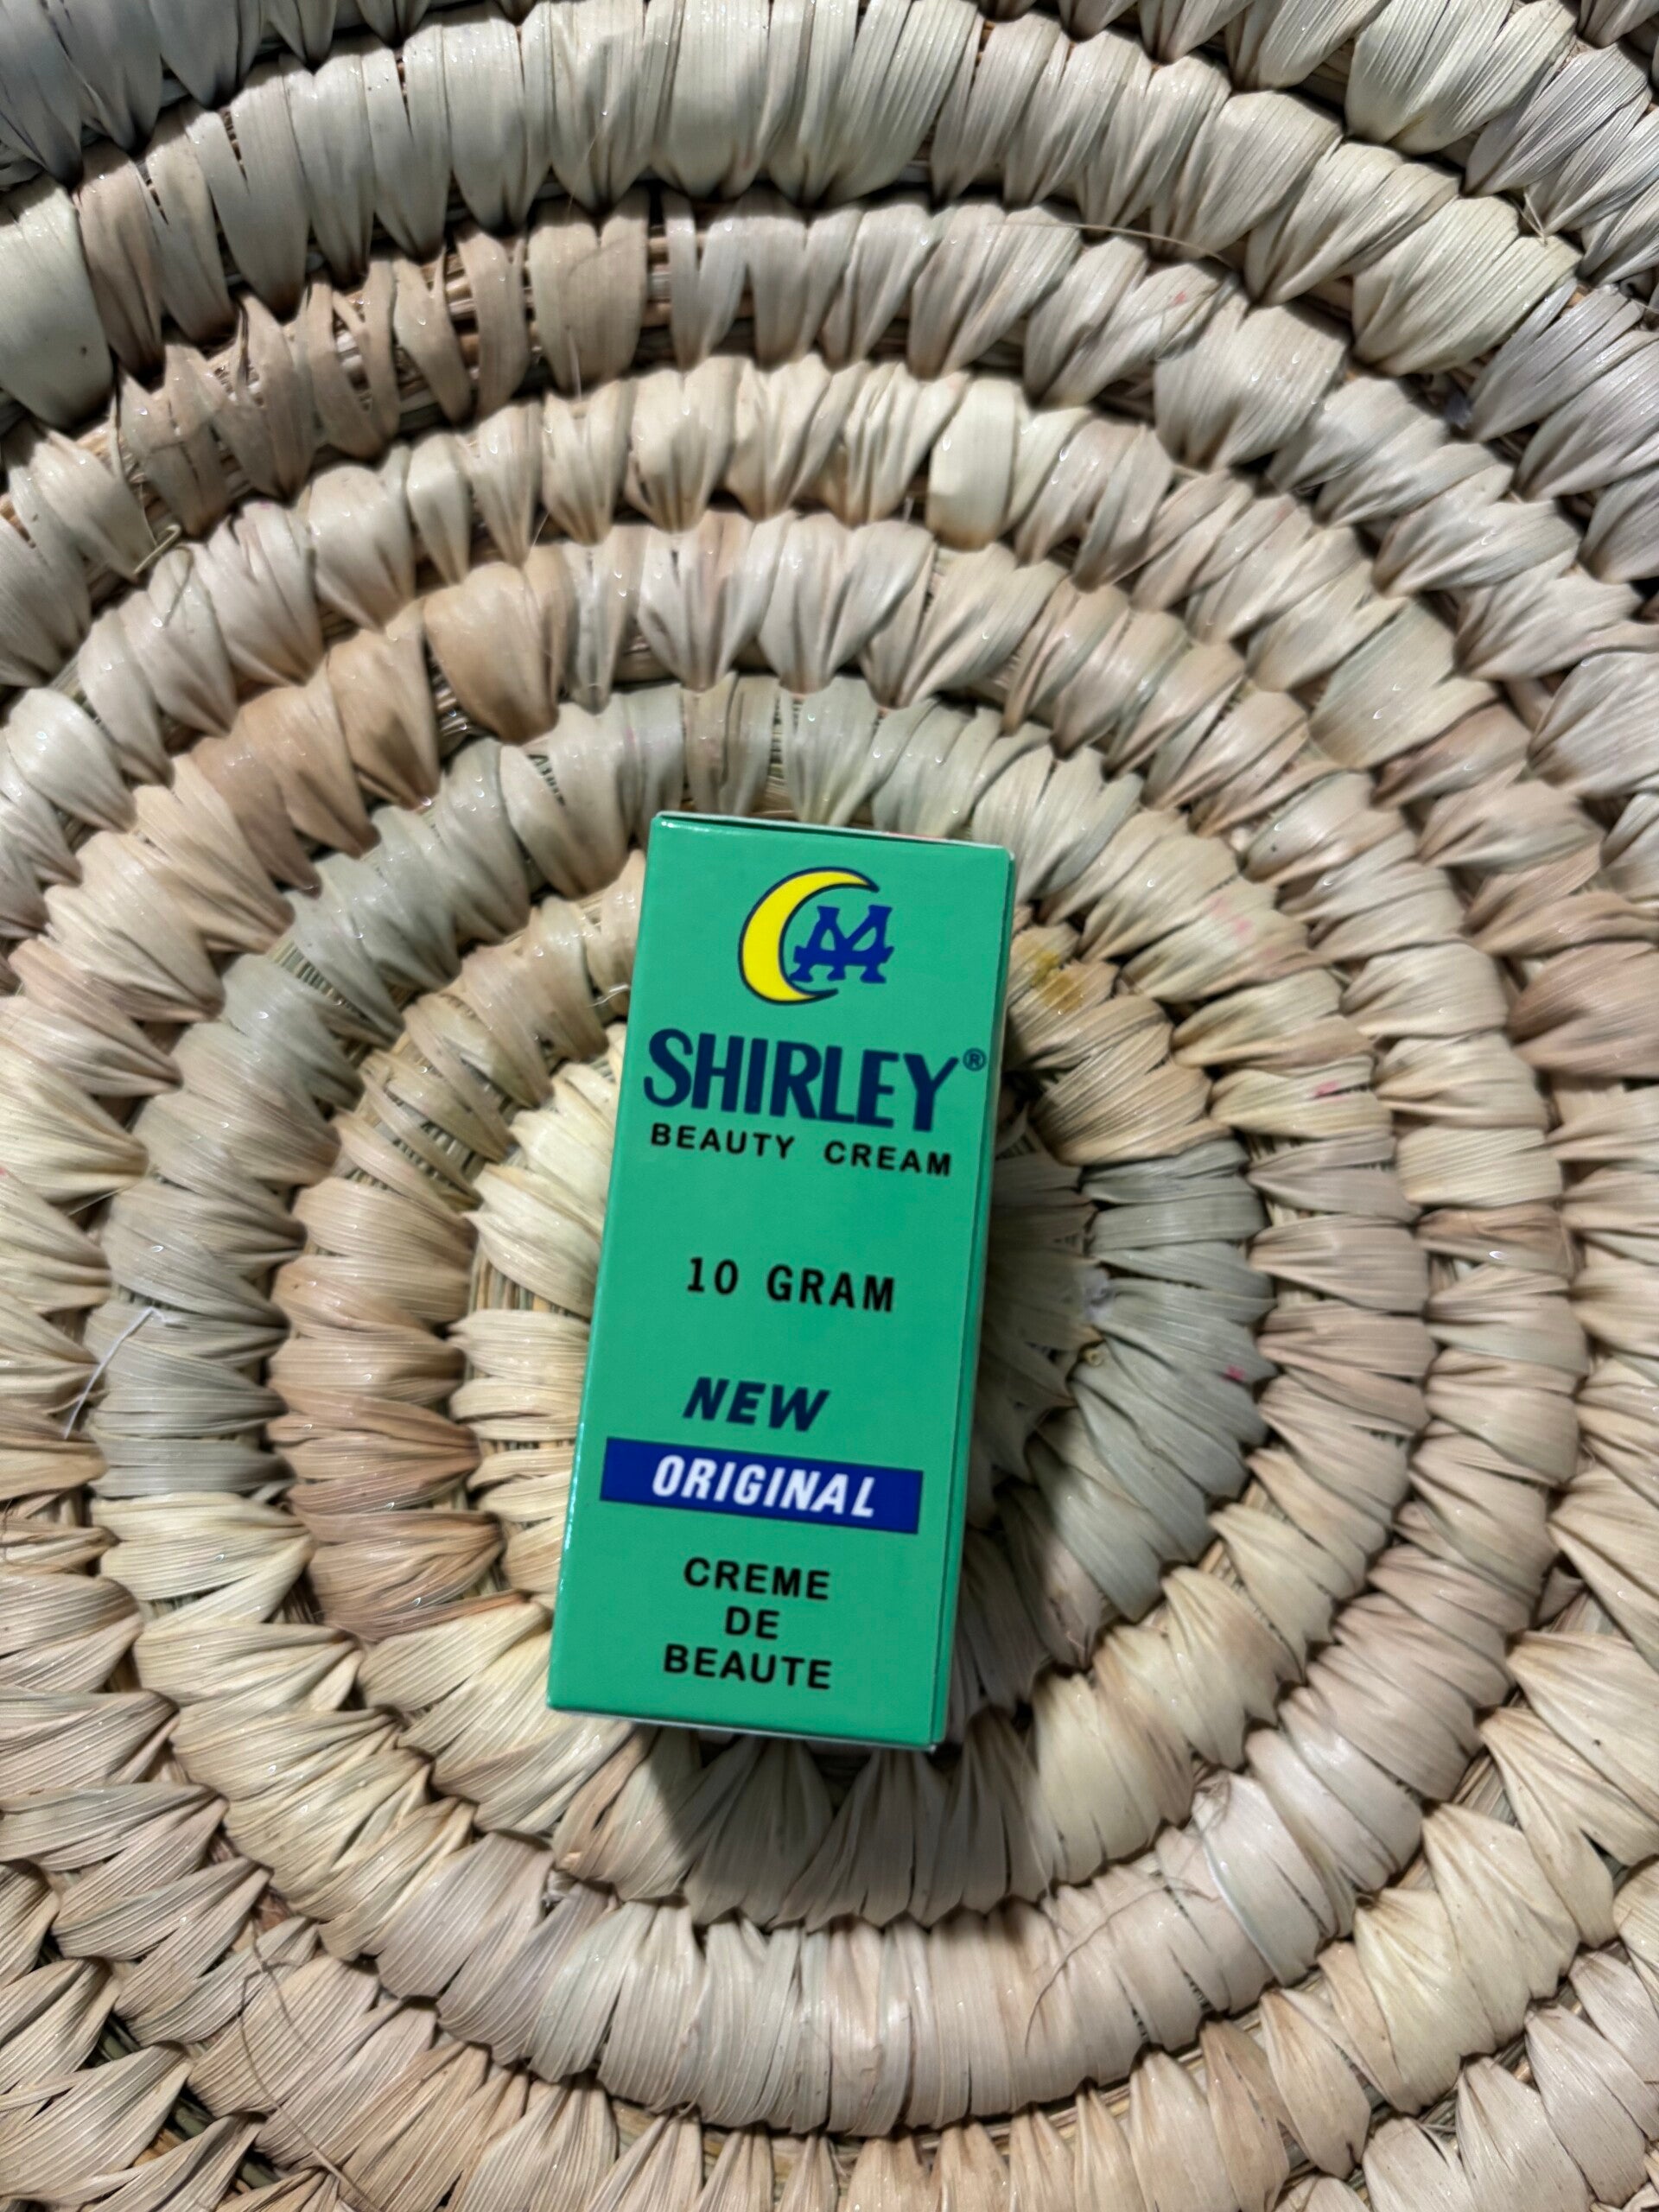 SHIRLEY®
BEAUTY CREAM
10 GRAM
NEW
ORIGINAL
CREME
DE
BEAUTE